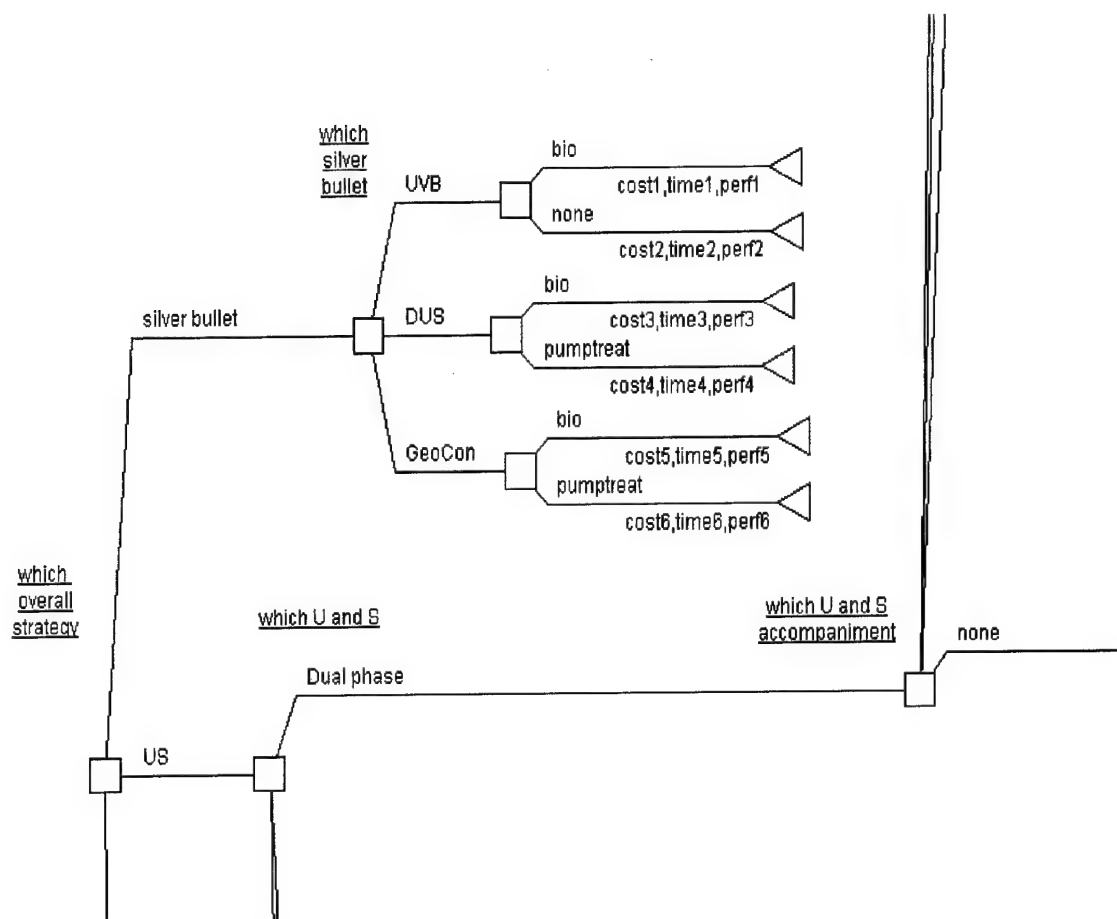 which
silver
bullet
bio
UVB
cost1,time1,perf1
none
cost2,time2,perf2
bio
silver bullet
DUS
cost3,time3,perf3
pumptreat
cost4,time4,perf4
bio
GeoCon
cost5,time5,perf5
pumptreat
cost6,time6,perf6
which
overall
strategy
which U and S
which U and S
accompaniment
none
Dual phase
US